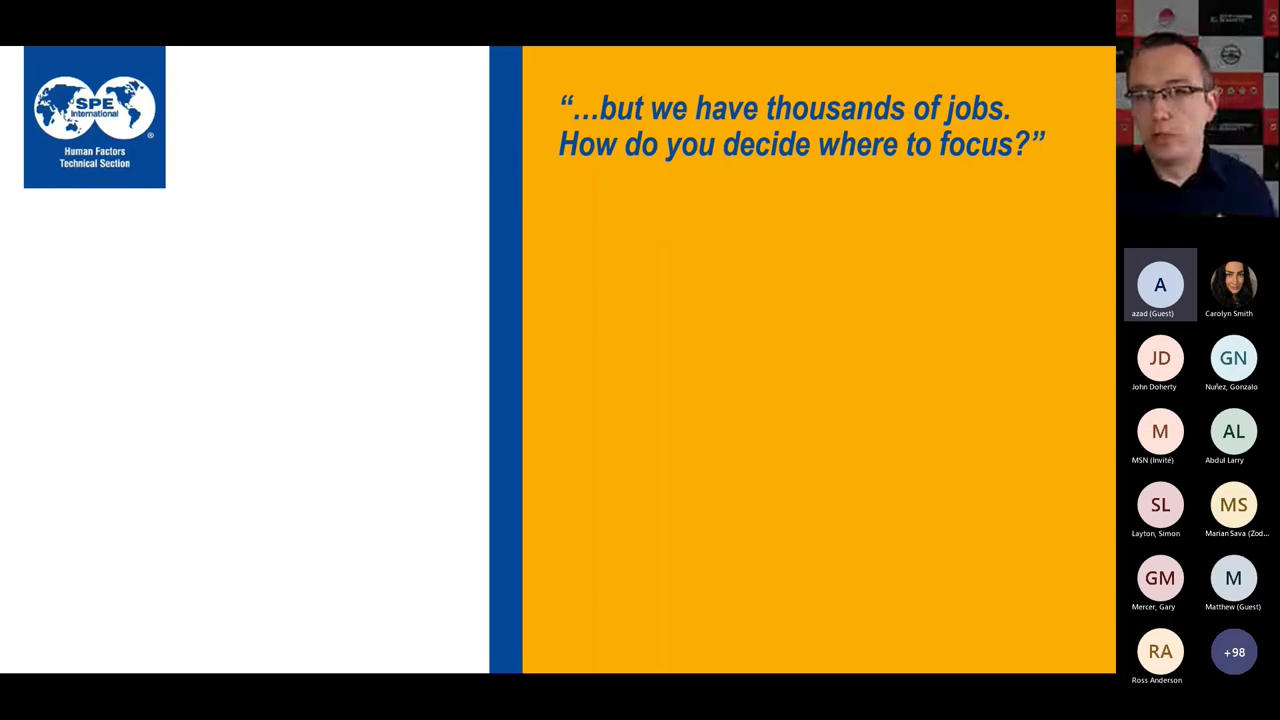 SPE
International
®
Human Factors
Technical Section
“...but we have thousands of jobs.
How do you decide where to focus?”
A
azad (Guest)
Carolyn Smith
JD
John Doherty
GN
Nuñez, Gonzalo
M
MSN (Invité)
AL
Abdul Larry
SL
Layton, Simon
MS
Marian Sava (Zod...
GM
Mercer, Gary
M
Matthew (Guest)
RA
Ross Anderson
+98